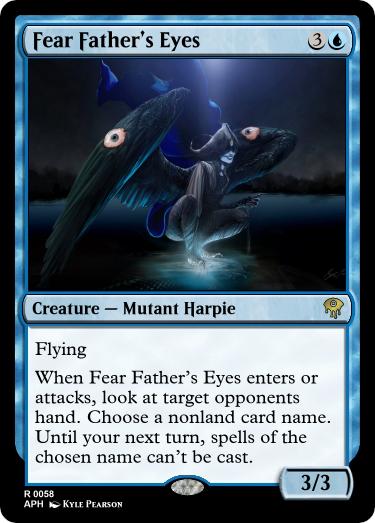 Fear Father's Eyes 3
Creature — Mutant Harpie
Flying
When Fear Father's Eyes enters or
attacks, look at target opponents
hand. Choose a nonland card name.
Until your next turn, spells of the
chosen name can't be cast.
3/3
R 0058
APH Kyle Pearson